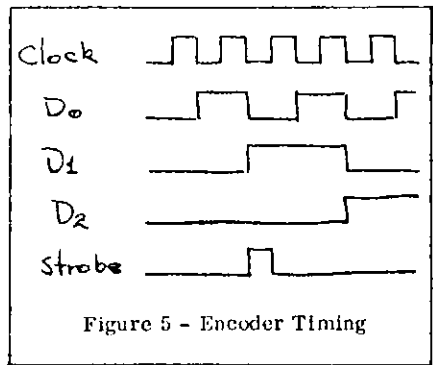 Clock
D0
D1
D2
strobe
Figure 5 - Encoder Timing